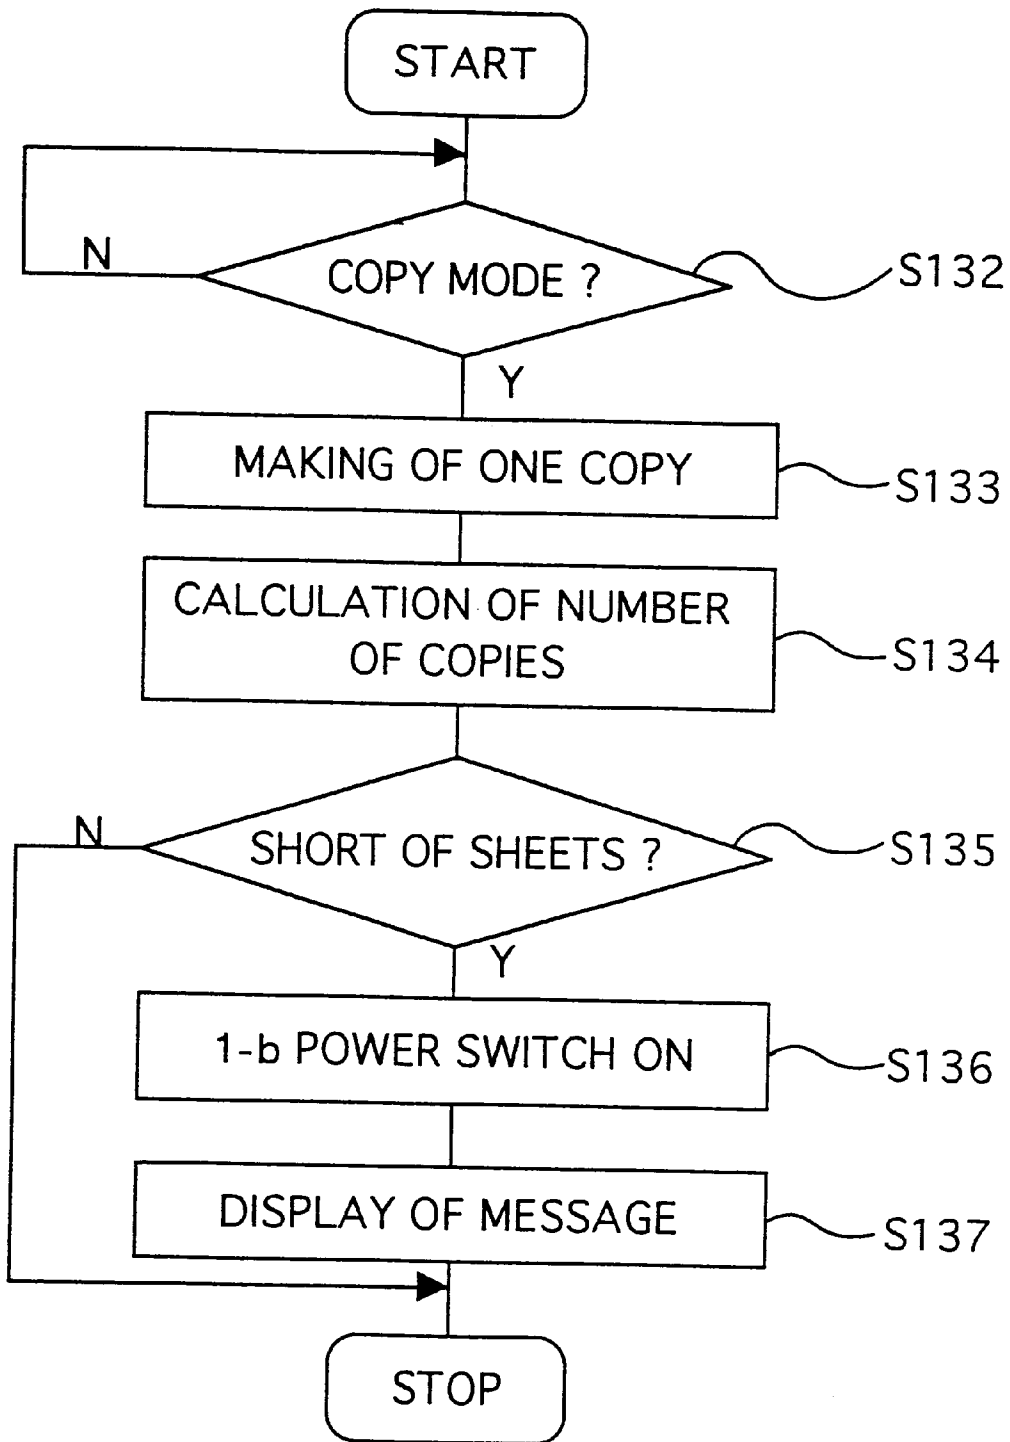 START
N
COPY MODE ?
S132
Y
MAKING OF ONE COPY
S133
CALCULATION OF NUMBER
OF COPIES
S134
N
SHORT OF SHEETS ?
S135
Y
1-b POWER SWITCH ON
S136
DISPLAY OF MESSAGE
S137
STOP